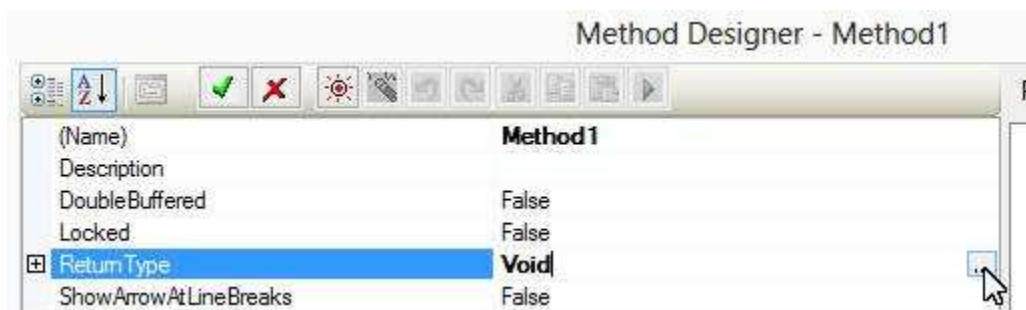 Method Designer - Method1
(Name) Method1
Description
DoubleBuffered False
Locked False
ReturnType Void
ShowArrowAtLineBreaks False